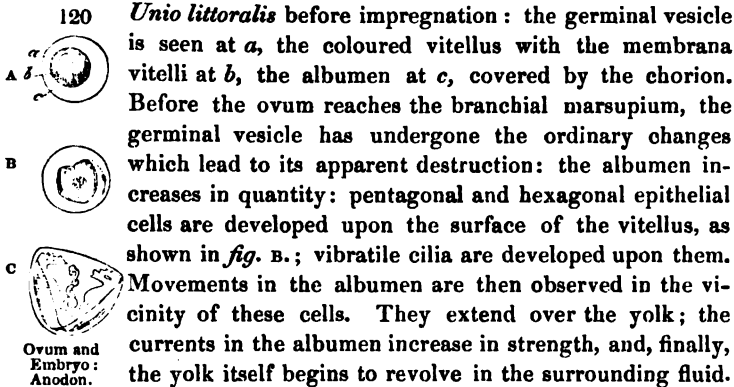 120
a
A b
c
B
C
Ovum and
Embryo:
Anodon.
Unio littoralis before impregnation: the germinal vesicle
is seen at a, the coloured vitellus with the membrana
vitelli at b, the albumen at c, covered by the chorion.
Before the ovum reaches the branchial marsupium, the
germinal vesicle has undergone the ordinary changes
which lead to its apparent destruction: the albumen in-
creases in quantity: pentagonal and hexagonal epithelial
cells are developed upon the surface of the vitellus, as
shown in fig. B.; vibratile cilia are developed upon them.
Movements in the albumen are then observed in the vi-
cinity of these cells. They extend over the yolk; the
currents in the albumen increase in strength, and, finally,
the yolk itself begins to revolve in the surrounding fluid.